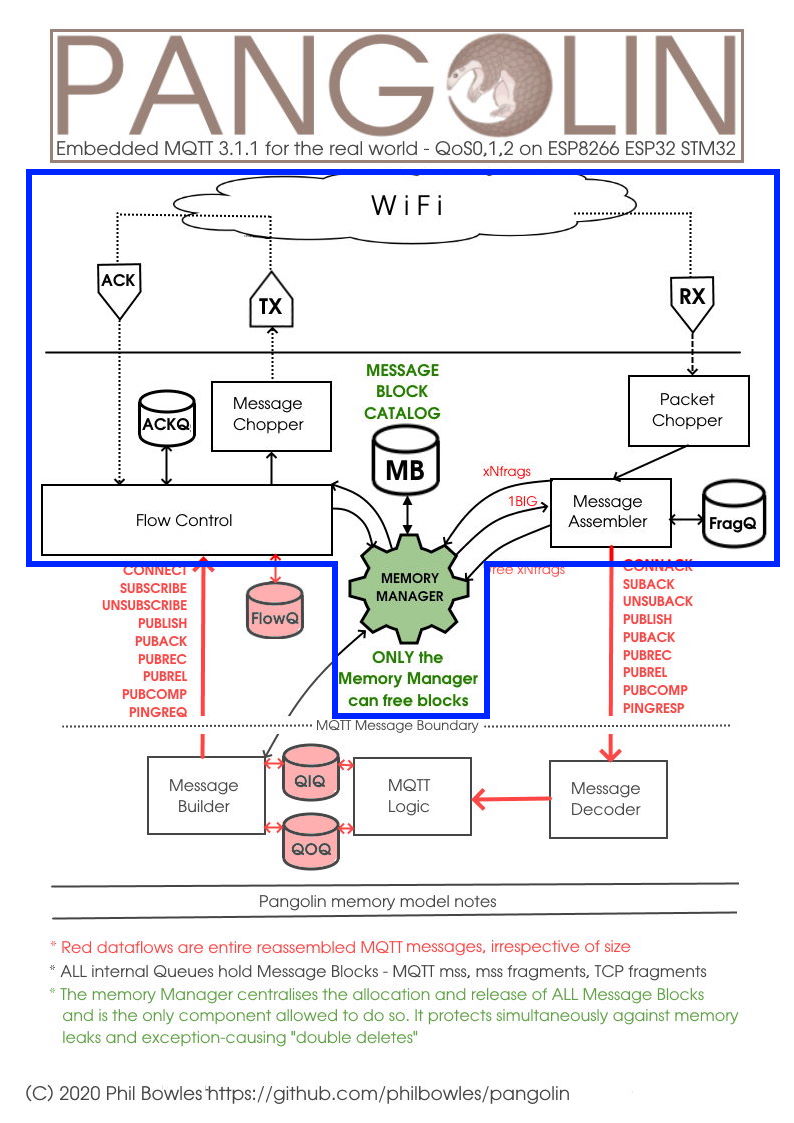 PANGOLIN
Embedded MQTT 3.1.1 for the real world - QoS0,1,2 on ESP8266 ESP32 STM32
WiFi
ACK
TX
RX
MESSAGE
BLOCK
CATALOG
Message
Chopper
Packet
Chopper
ACKQ
MB
xNfrags
1BIG
Flow Control
Message
Assembler
FragQ
free xNfrags
MEMORY
MANAGER
CONNECT
SUBSCRIBE
UNSUBSCRIBE
PUBLISH
PUBACK
PUBREC
PUBREL
PUBCOMP
PINGREQ
FlowQ
CONNACK
SUBACK
UNSUBACK
PUBLISH
PUBACK
PUBREC
PUBREL
PUBCOMP
PINGRESP
ONLY the
Memory Manager
can free blocks
MQTT Message Boundary
Message
Builder
QIQ
QOQ
MQTT
Logic
Message
Decoder
Pangolin memory model notes
* Red dataflows are entire reassembled MQTT messages, irrespective of size
* ALL internal Queues hold Message Blocks - MQTT mss, mss fragments, TCP fragments
* The memory Manager centralises the allocation and release of ALL Message Blocks
and is the only component allowed to do so. It protects simultaneously against memory
leaks and exception-causing "double deletes"
(C) 2020 Phil Bowles https://github.com/philbowles/pangolin